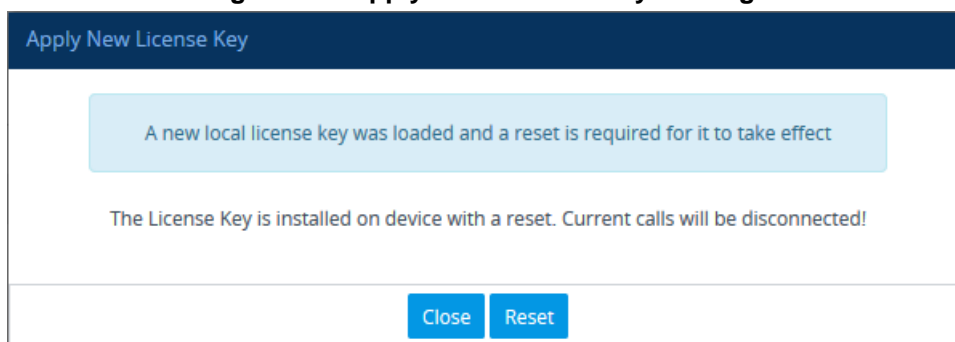 Apply New License Key
A new local license key was loaded and a reset is required for it to take effect
The License Key is installed on device with a reset. Current calls will be disconnected!
Close Reset